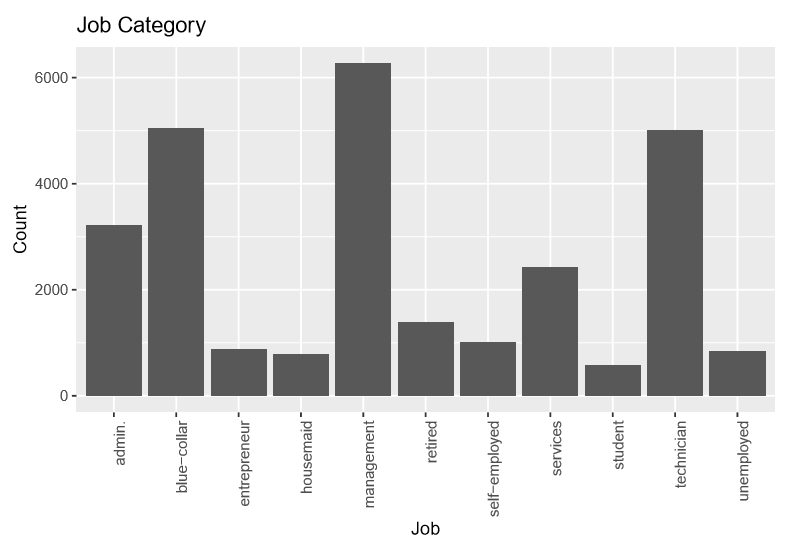 Job Category
Count
6000
4000
2000
0
admin.
blue−collar
entrepreneur
housemaid
management
retired
self−employed
services
student
technician
unemployed
Job